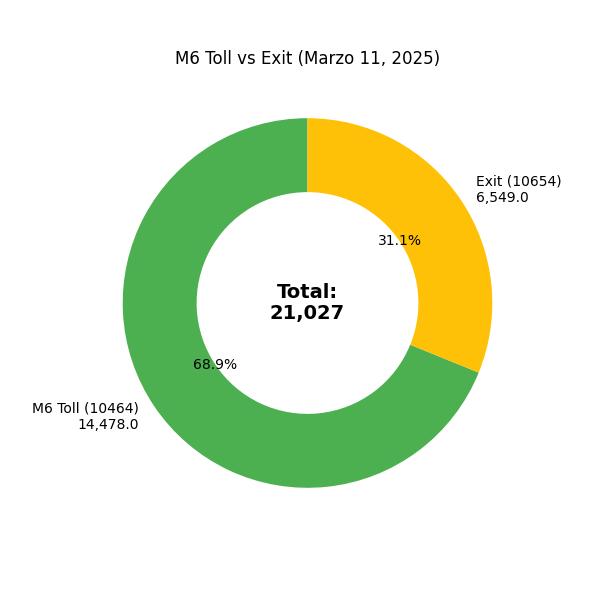 M6 Toll vs Exit (Marzo 11, 2025)
Exit (10654)
6,549.0
31.1%
Total:
21,027
68.9%
M6 Toll (10464)
14,478.0